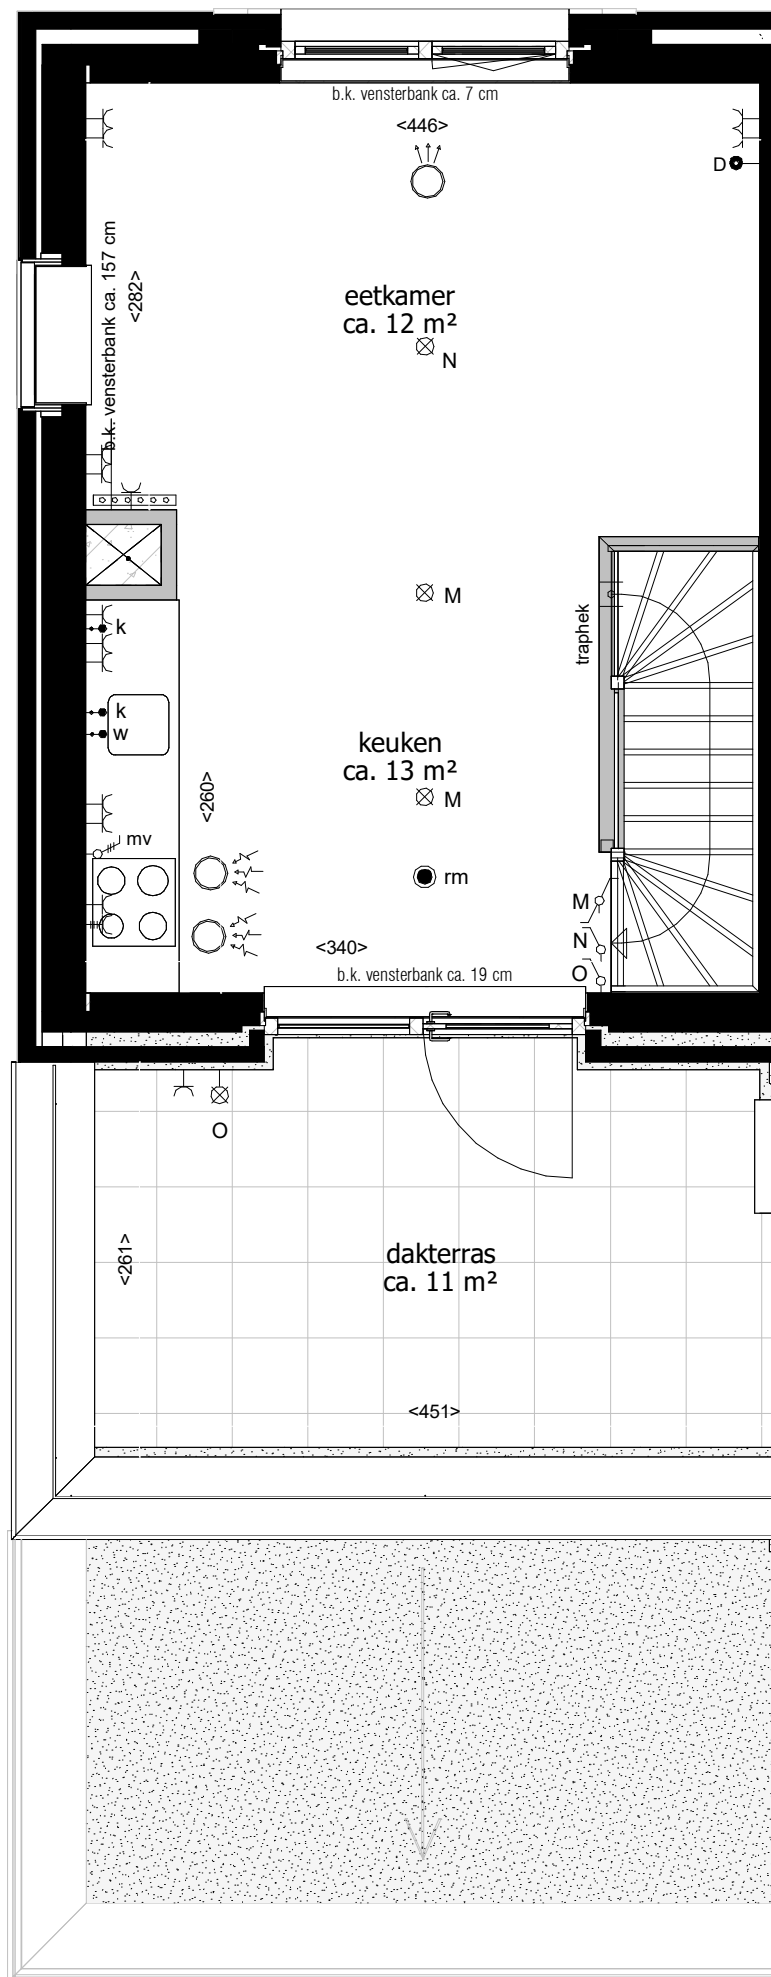 b.k. vensterbank ca. 7 cm
<446>
D
b.k. vensterbank ca. 157 cm
<282>
eetkamer
ca. 12 m²
N
M
k
traphek
k
w
keuken
ca. 13 m²
<260>
M
mv
rm
M
N
O
<340>
b.k. vensterbank ca. 19 cm
O
<261>
dakterras
ca. 11 m²
<451>